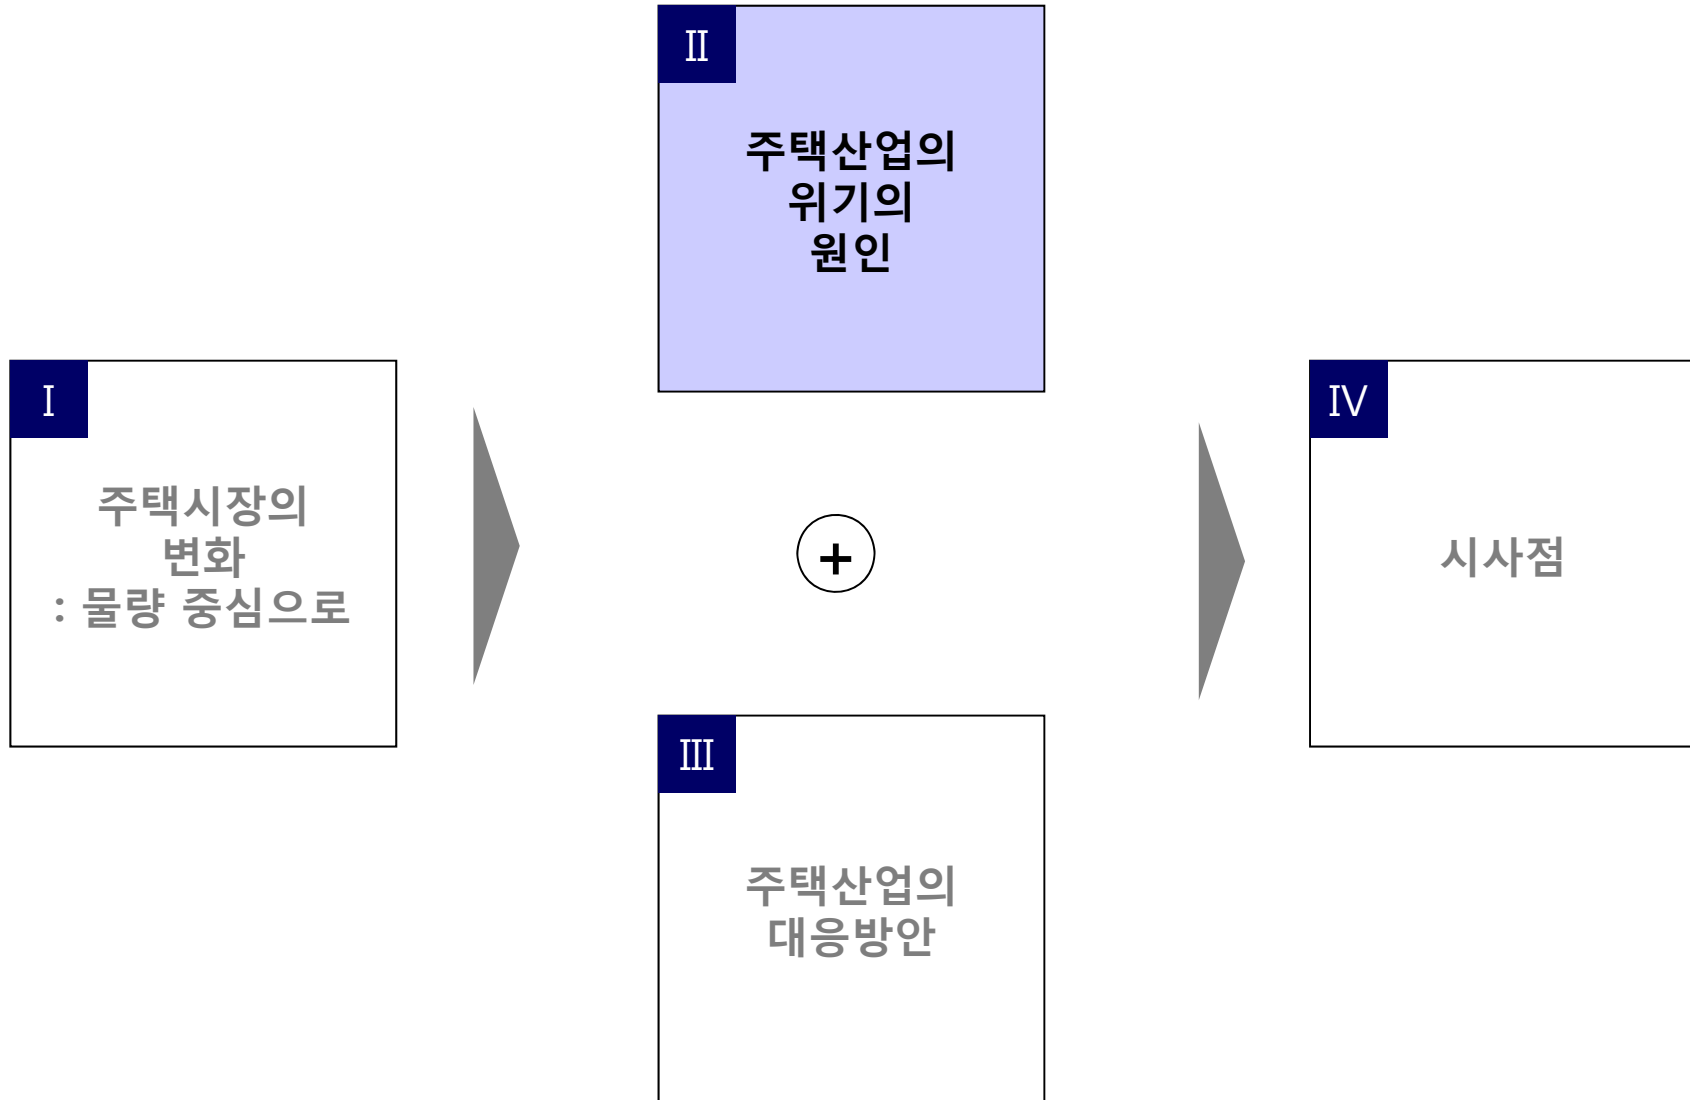 Ⅰ
주택시장의
변화
: 물량 중심으로
Ⅱ
주택산업의
위기의
원인
+
Ⅲ
주택산업의
대응방안
Ⅳ
시사점